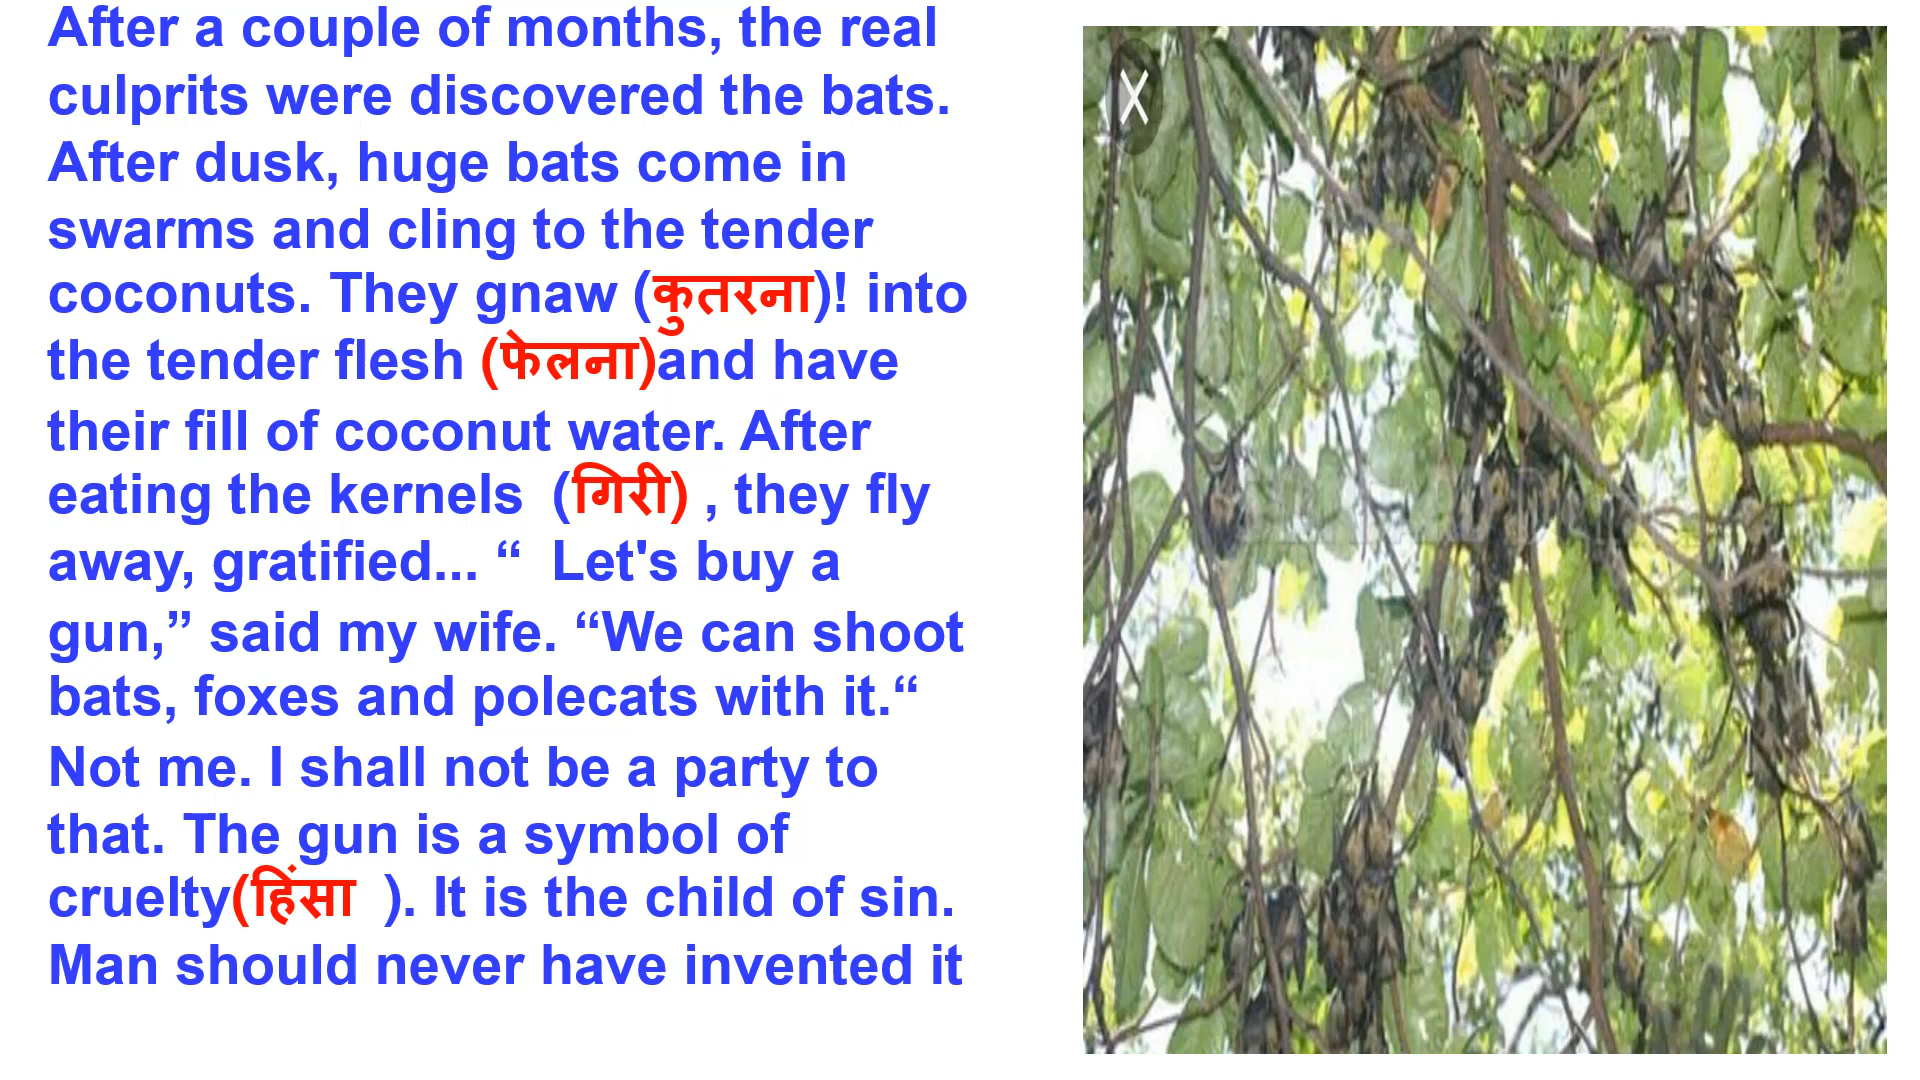 After a couple of months, the real
culprits were discovered the bats.
After dusk, huge bats come in
swarms and cling to the tender
coconuts. They gnaw (कुतरना)! into
the tender flesh (फेलना)and have
their fill of coconut water. After
eating the kernels (गिरी) , they fly
away, gratified... “ Let's buy a
gun,” said my wife. “We can shoot
bats, foxes and polecats with it.“
Not me. I shall not be a party to
that. The gun is a symbol of
cruelty(हिंसा ). It is the child of sin.
Man should never have invented it